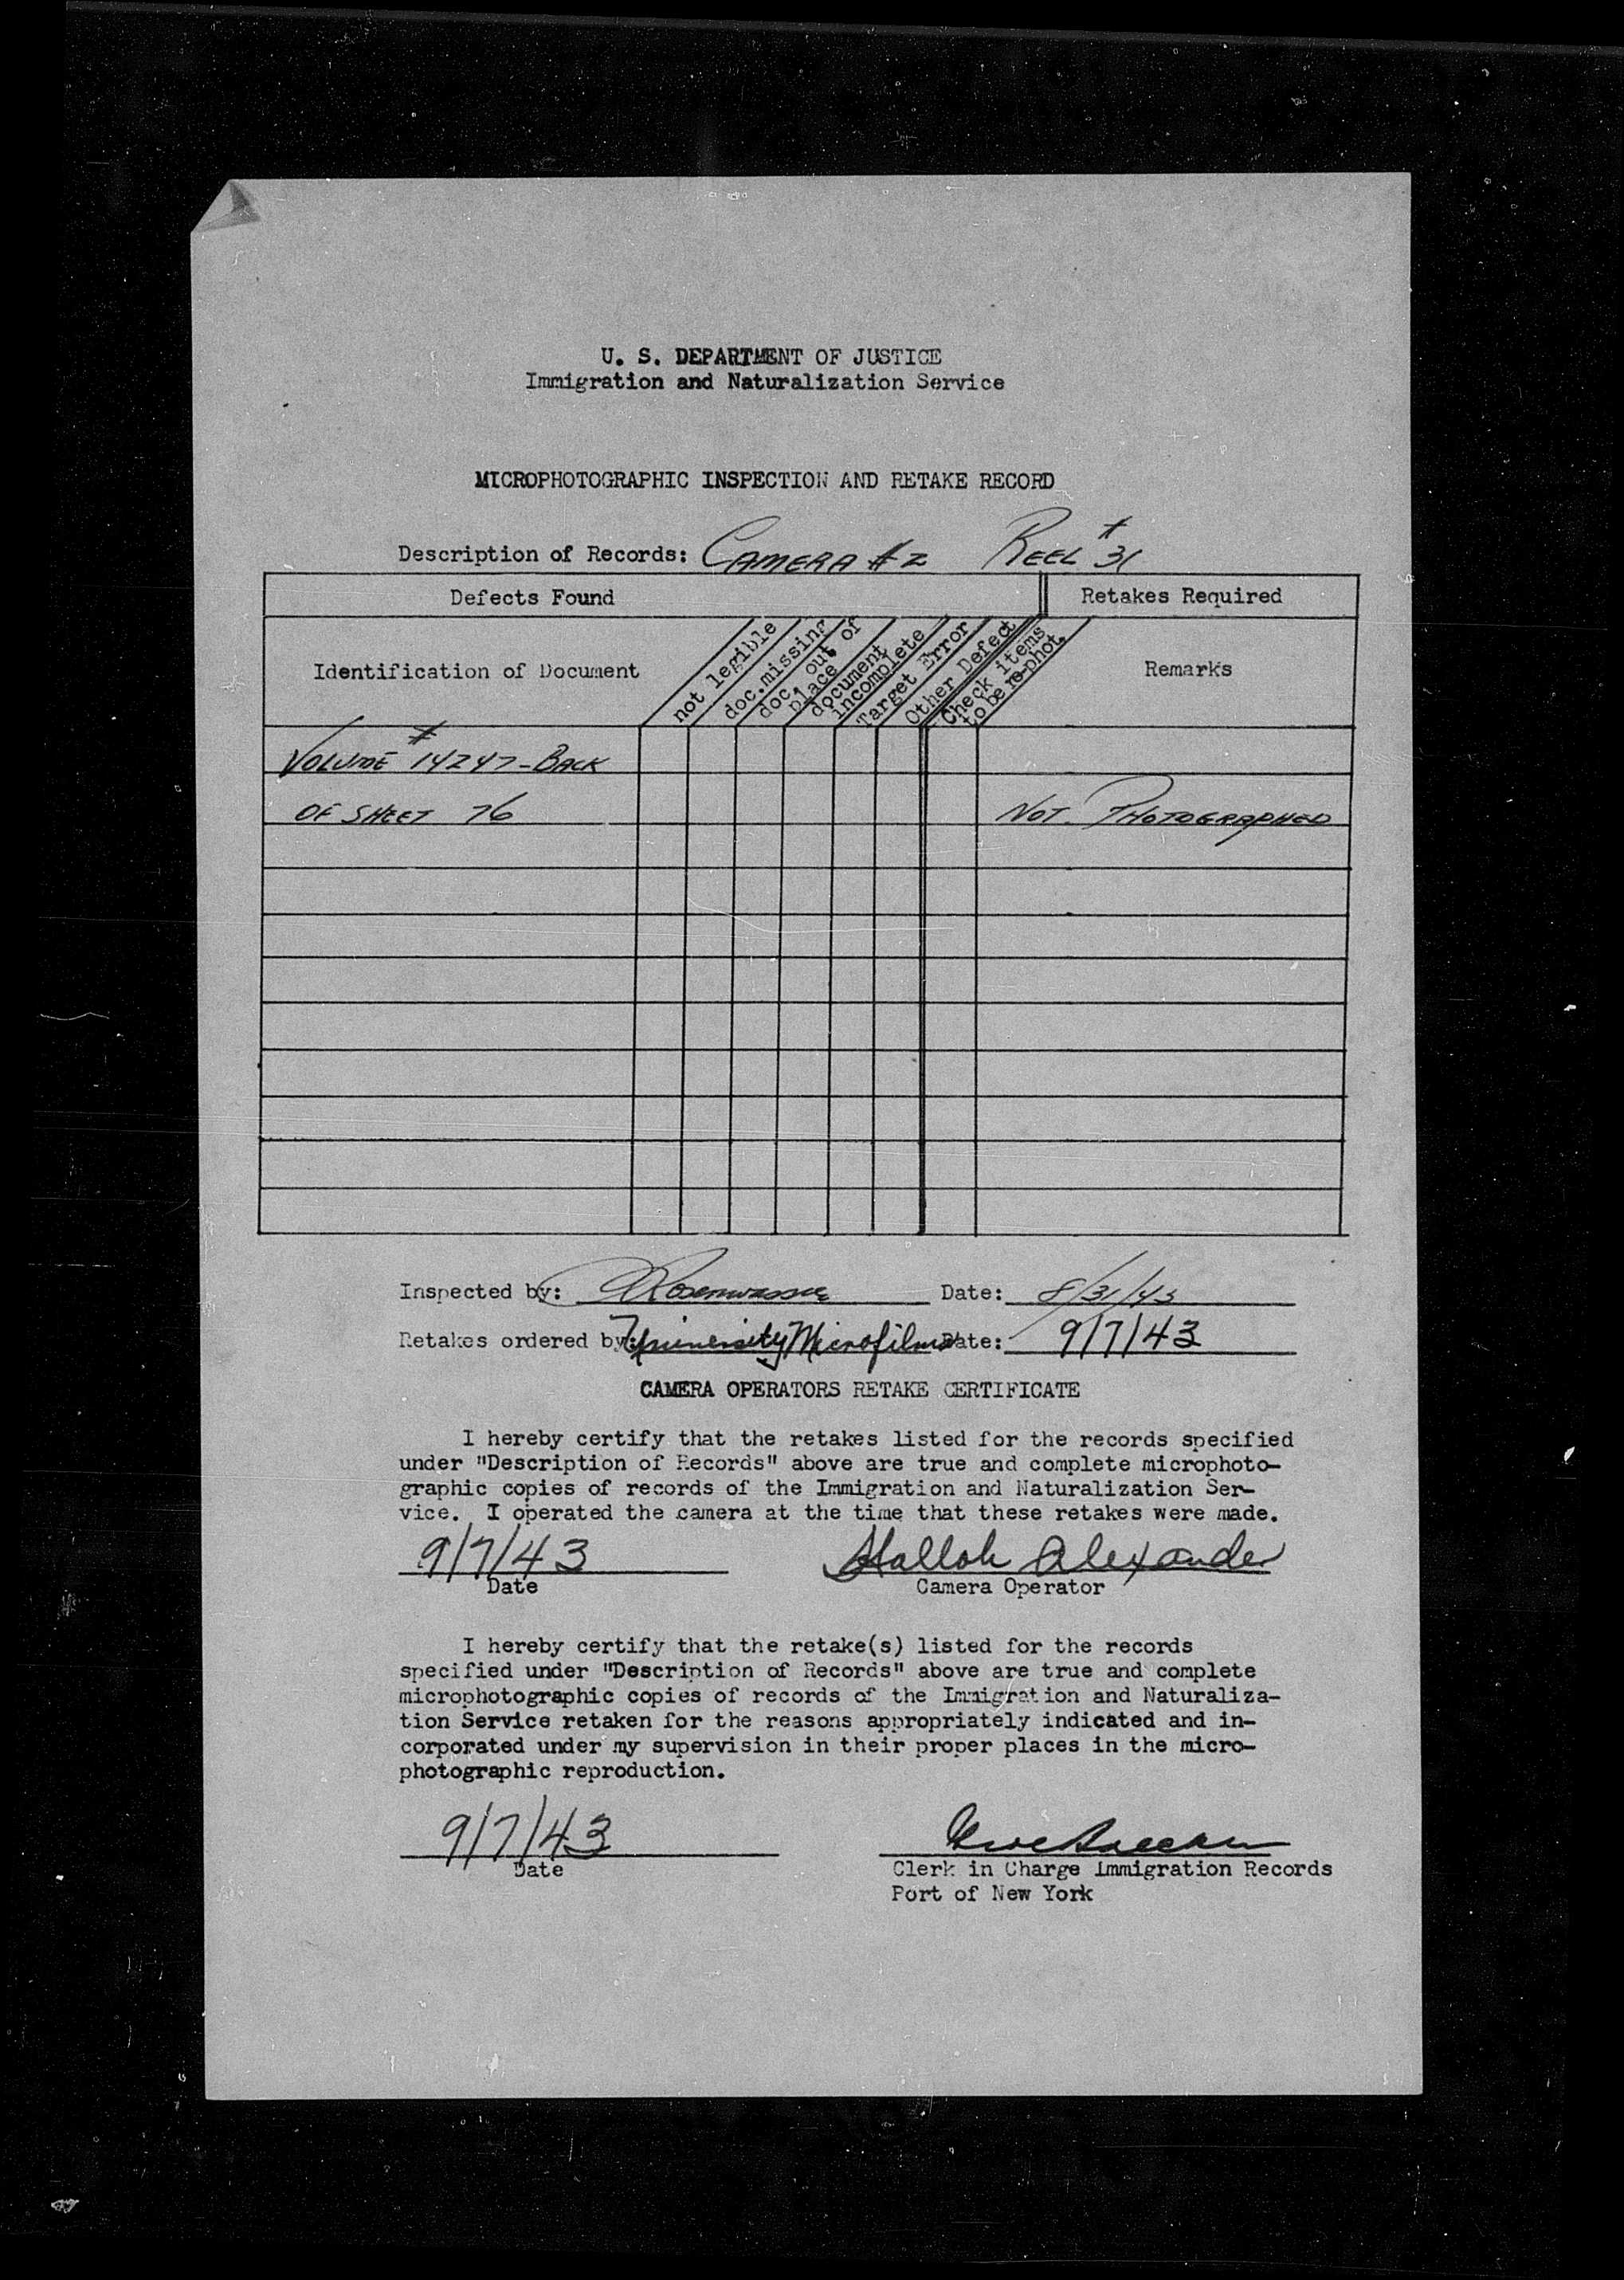 U. S. DEPARTMENT OF JUSTICE
Immigration and Naturalization Service
MICROPHOTOGRAPHIC INSPECTION AND RETAKE RECORD
Description of Records: CAMERA #2 REEL #31
Defects Found Retakes Required
Identification of Document
not legible
doc. missing
doc. out of
place
document
incomplete
Target Error
Other Defect
Check items
to be re-phot.
Remarks
VOLUME # 14247-BACK
OF SHEET 76 NOT PHOTOGRAPHED
Inspected by: Date: 8/31/43
Retakes ordered by: University Microfilms Date: 9/7/43
CAMERA OPERATORS RETAKE CERTIFICATE
I hereby certify that the retakes listed for the records specified
under "Description of Records" above are true and complete microphoto-
graphic copies of records of the Immigration and Naturalization Ser-
vice. I operated the camera at the time that these retakes were made.
9/7/43 Alexander
Date Camera Operator
I hereby certify that the retake(s) listed for the records
specified under "Description of Records" above are true and complete
microphotographic copies of records of the Immigration and Naturaliza-
tion Service retaken for the reasons appropriately indicated and in-
corporated under my supervision in their proper places in the micro-
photographic reproduction.
9/7/43
Date Clerk in Charge Immigration Records
Port of New York